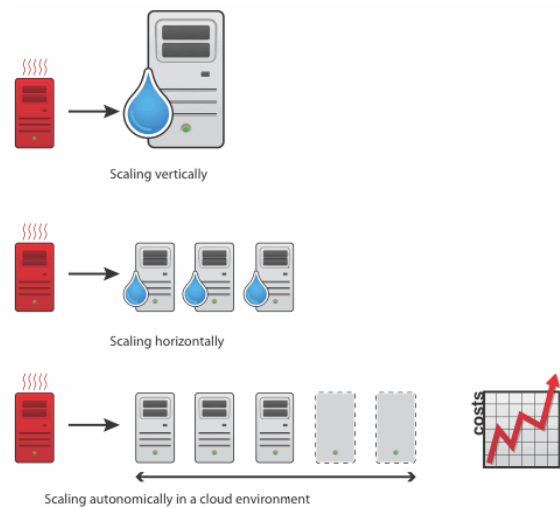 Scaling vertically
Scaling horizontally
costs
Scaling autonomically in a cloud environment